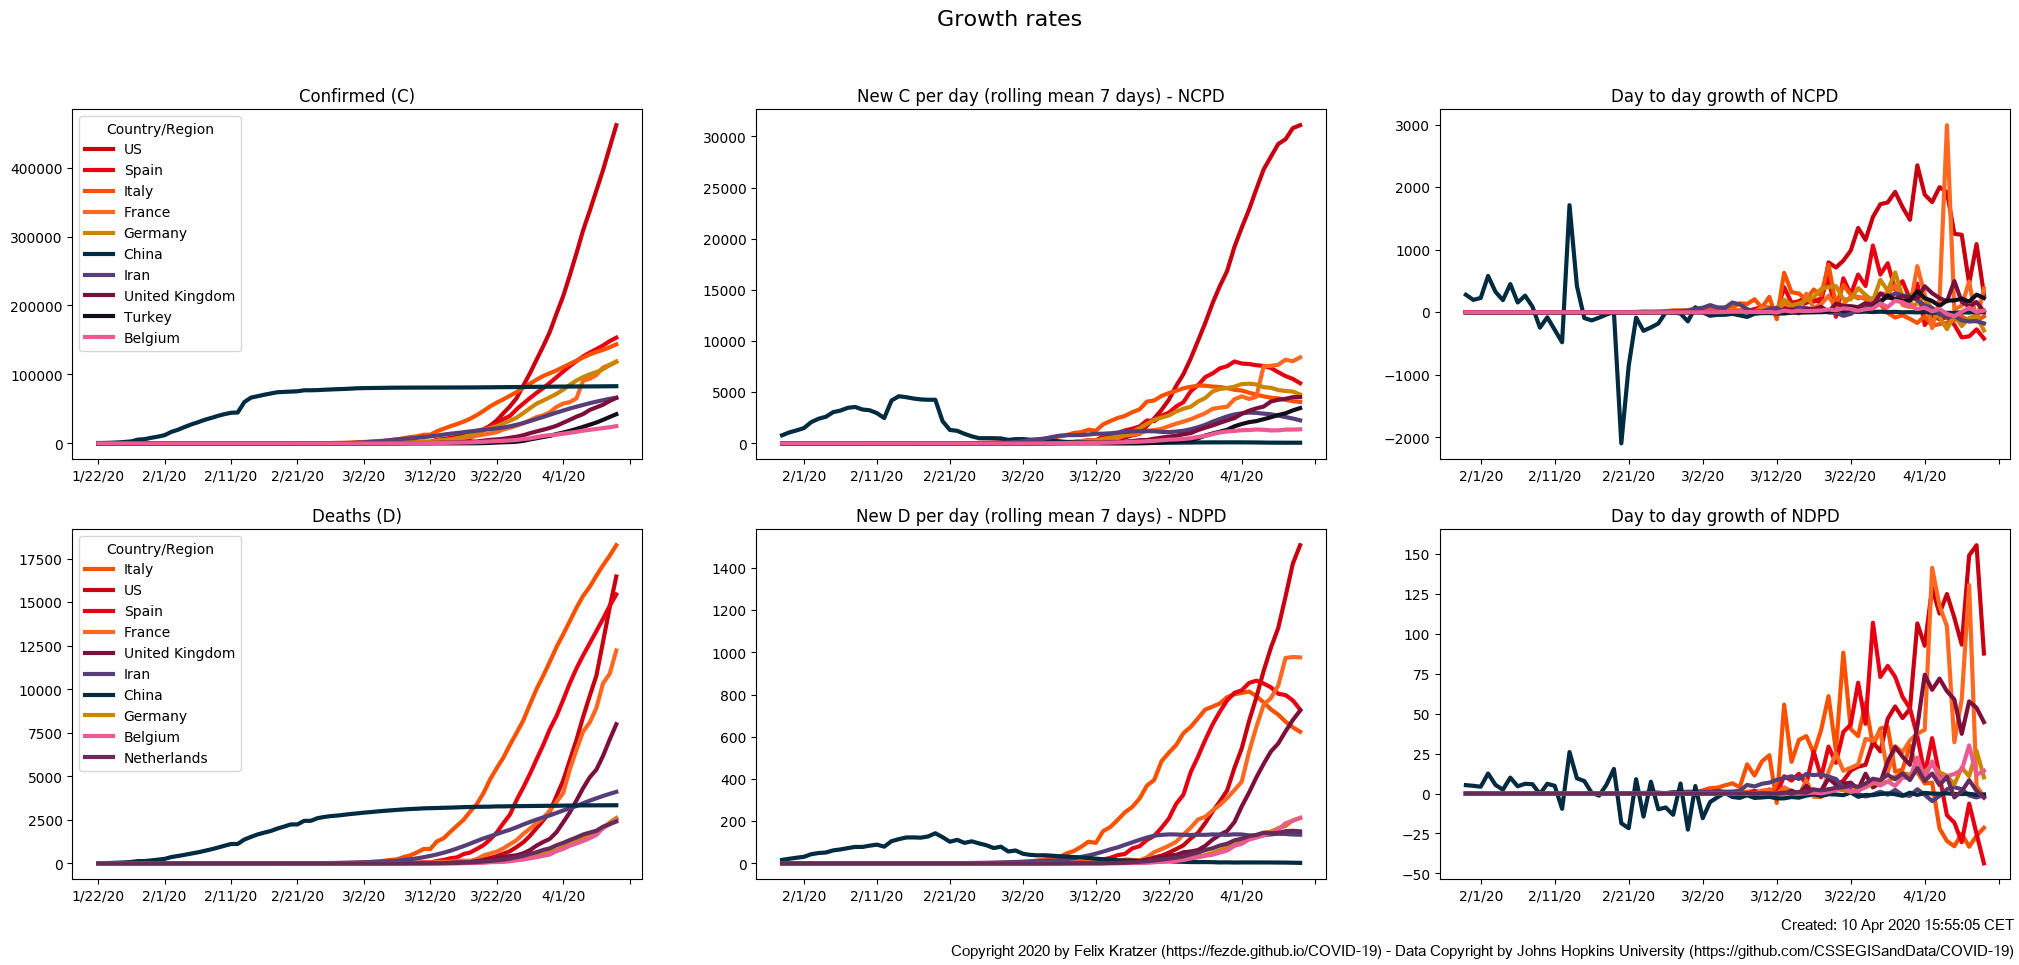 Growth rates
Confirmed (C)
Country/Region
US
Spain
Italy
France
Germany
China
Iran
United Kingdom
Turkey
Belgium
400000
300000
200000
100000
0
1/22/20 2/1/20 2/11/20 2/21/20 3/2/20 3/12/20 3/22/20 4/1/20
New C per day (rolling mean 7 days) - NCPD
30000
25000
20000
15000
10000
5000
0
2/1/20 2/11/20 2/21/20 3/2/20 3/12/20 3/22/20 4/1/20
Day to day growth of NCPD
3000
2000
1000
0
−1000
−2000
2/1/20 2/11/20 2/21/20 3/2/20 3/12/20 3/22/20 4/1/20
Deaths (D)
Country/Region
Italy
US
Spain
France
United Kingdom
Iran
China
Germany
Belgium
Netherlands
17500
15000
12500
10000
7500
5000
2500
0
1/22/20 2/1/20 2/11/20 2/21/20 3/2/20 3/12/20 3/22/20 4/1/20
New D per day (rolling mean 7 days) - NDPD
1400
1200
1000
800
600
400
200
0
2/1/20 2/11/20 2/21/20 3/2/20 3/12/20 3/22/20 4/1/20
Day to day growth of NDPD
150
125
100
75
50
25
0
−25
−50
2/1/20 2/11/20 2/21/20 3/2/20 3/12/20 3/22/20 4/1/20
Created: 10 Apr 2020 15:55:05 CET
Copyright 2020 by Felix Kratzer (https://fezde.github.io/COVID-19) - Data Copyright by Johns Hopkins University (https://github.com/CSSEGISandData/COVID-19)